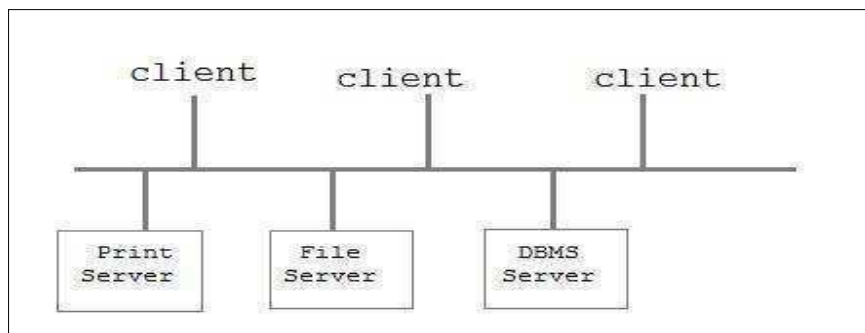 client
client
client
Print
Server
File
Server
DBMS
Server